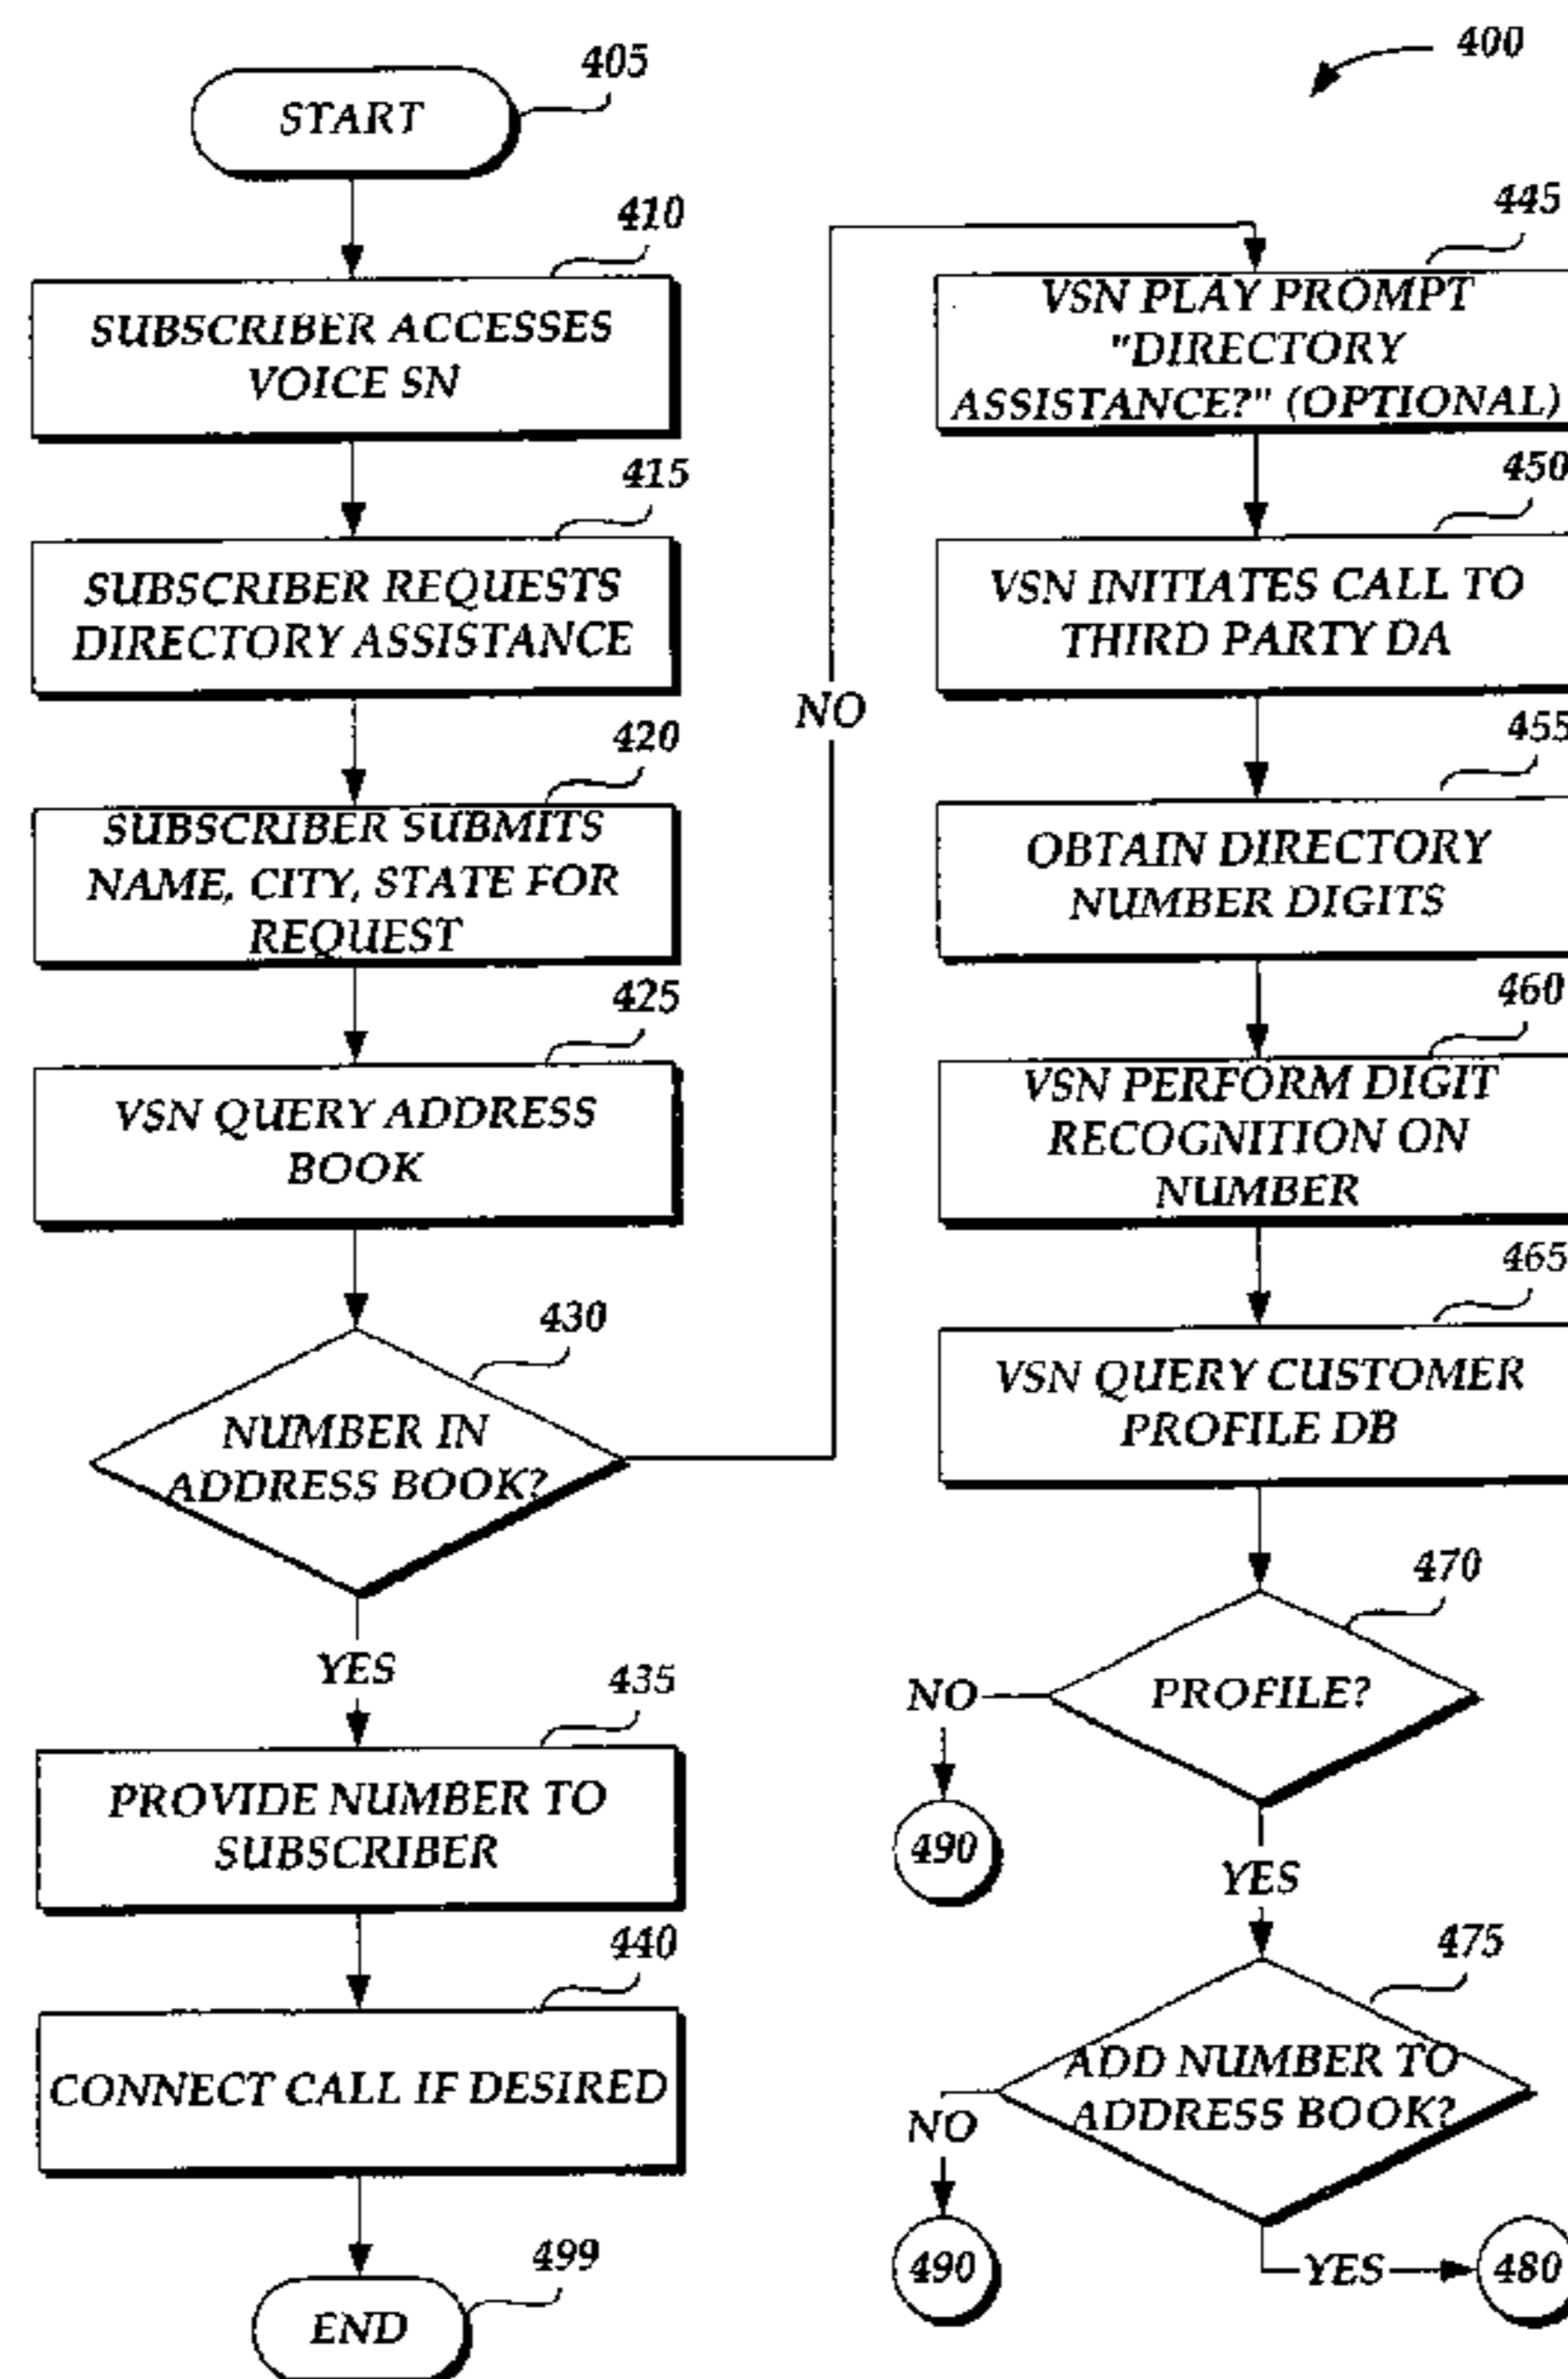 400
405
START
410
SUBSCRIBER ACCESSES
VOICE SN
415
SUBSCRIBER REQUESTS
DIRECTORY ASSISTANCE
420
SUBSCRIBER SUBMITS
NAME, CITY, STATE FOR
REQUEST
425
VSN QUERY ADDRESS
BOOK
430
NUMBER IN
ADDRESS BOOK?
NO
YES
435
PROVIDE NUMBER TO
SUBSCRIBER
440
CONNECT CALL IF DESIRED
499
END
445
VSN PLAY PROMPT
"DIRECTORY
ASSISTANCE?" (OPTIONAL)
450
VSN INITIATES CALL TO
THIRD PARTY DA
455
OBTAIN DIRECTORY
NUMBER DIGITS
460
VSN PERFORM DIGIT
RECOGNITION ON
NUMBER
465
VSN QUERY CUSTOMER
PROFILE DB
470
PROFILE?
NO
490
YES
475
ADD NUMBER TO
ADDRESS BOOK?
NO
490
YES
480